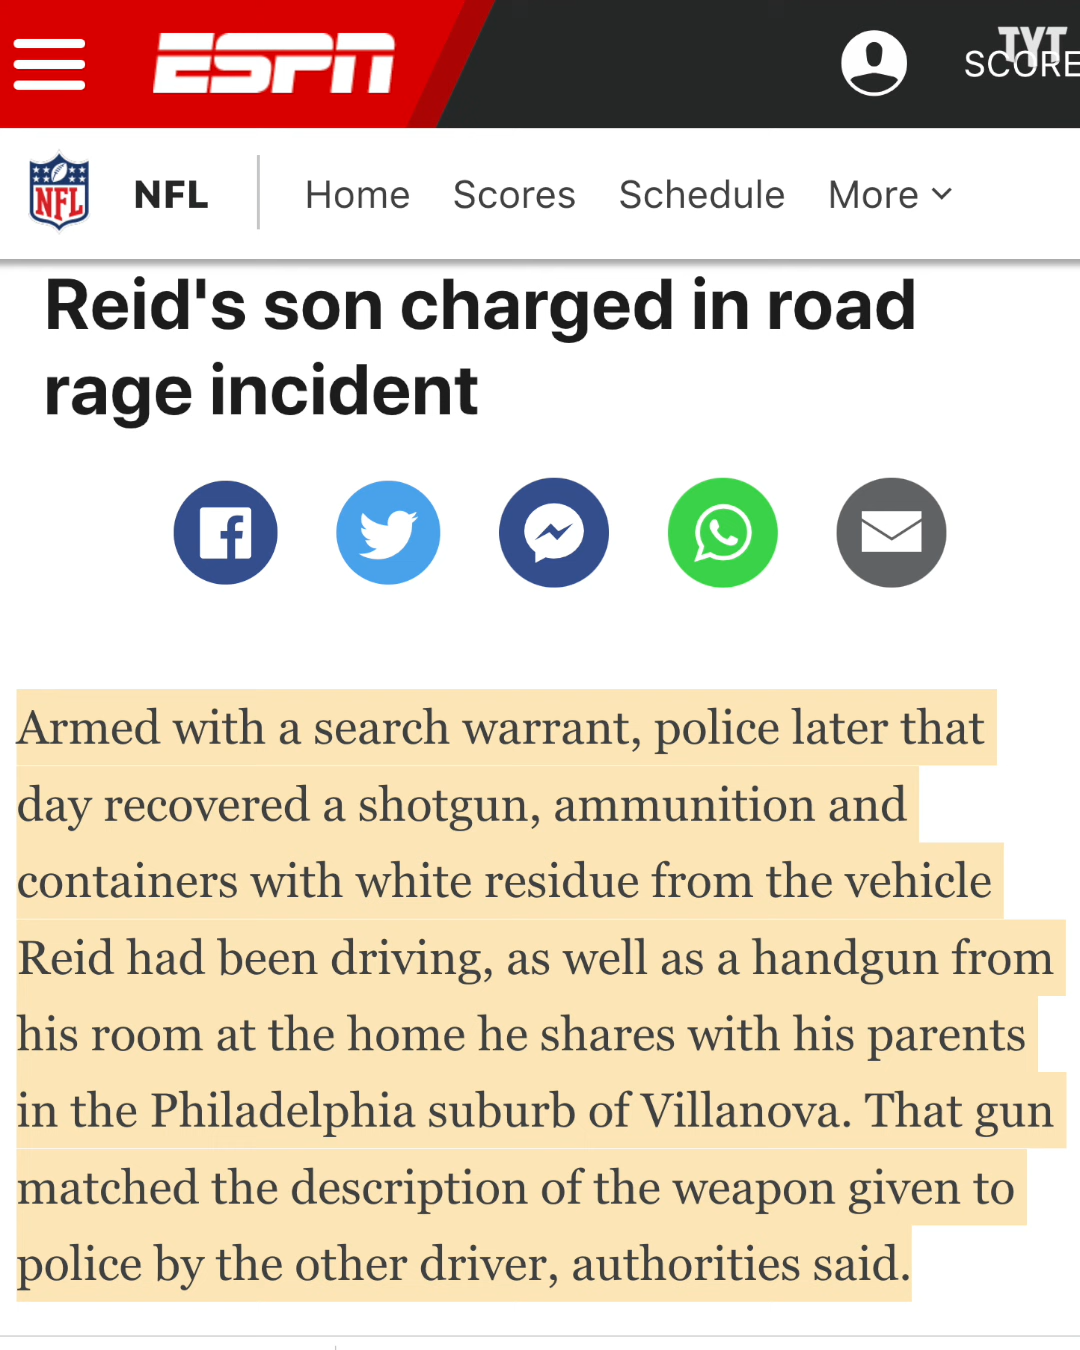 ESPN
TYT
SCORE
NFL
NFL
Home
Scores
Schedule
More
Reid's son charged in road
rage incident
Armed with a search warrant, police later that
day recovered a shotgun, ammunition and
containers with white residue from the vehicle
Reid had been driving, as well as a handgun from
his room at the home he shares with his parents
in the Philadelphia suburb of Villanova. That gun
matched the description of the weapon given to
police by the other driver, authorities said.